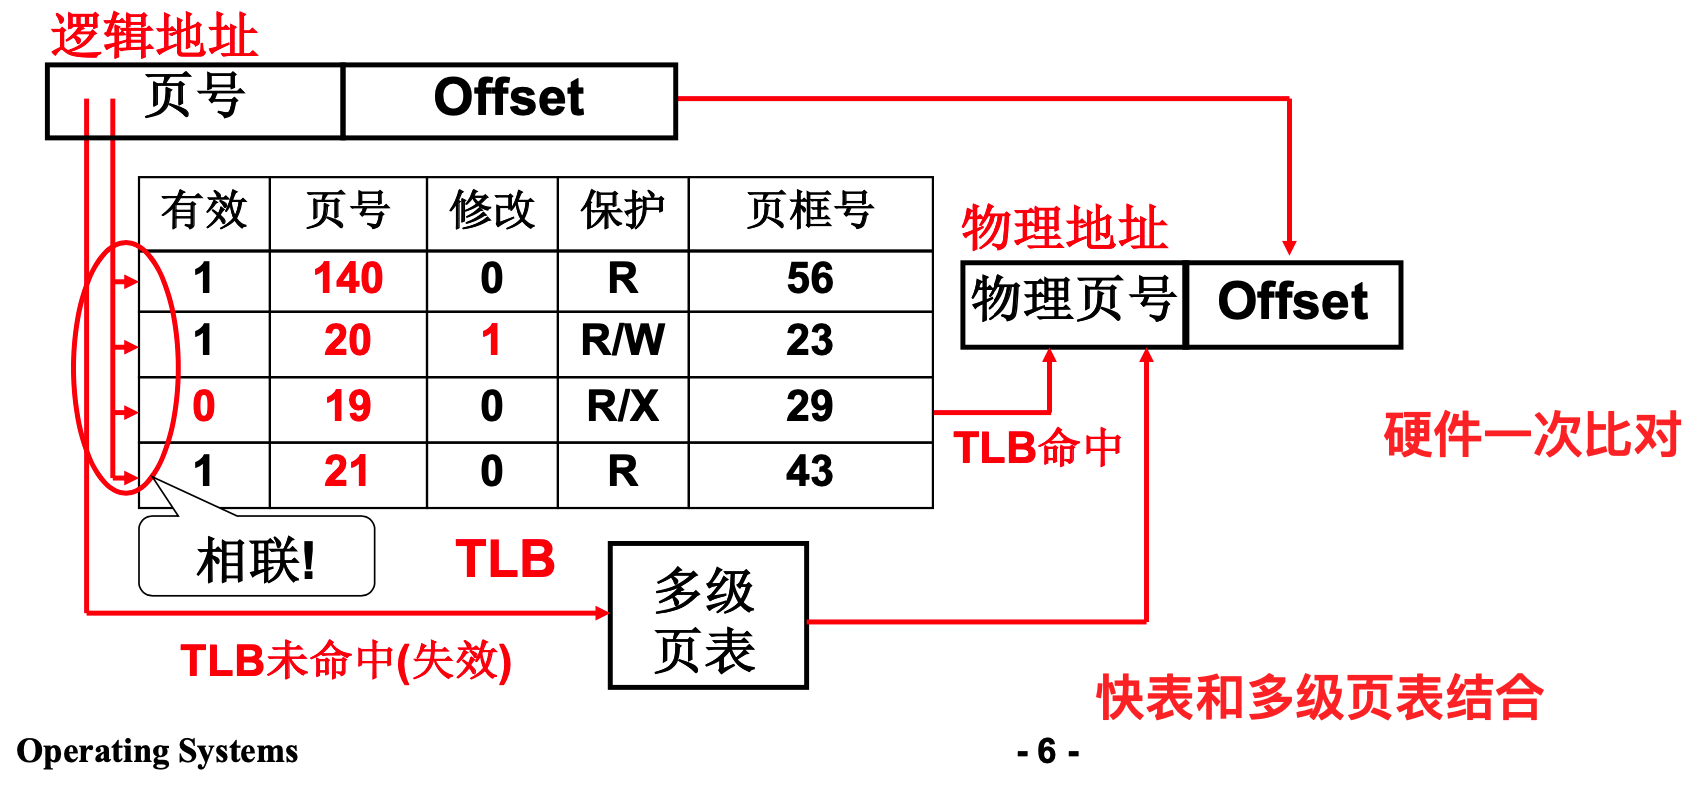 逻辑地址
页号 Offset
有效 页号 修改 保护 页框号
1 140 0 R 56
1 20 1 R/W 23
0 19 0 R/X 29
1 21 0 R 43
物理地址
物理页号 Offset
TLB命中
硬件一次比对
相联!
TLB
多级
页表
TLB未命中(失效)
快表和多级页表结合
Operating Systems
- 6 -